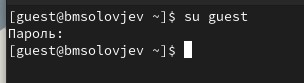 [guest@bmsolovjev ~]$ su guest
Пароль:
[guest@bmsolovjev ~]$